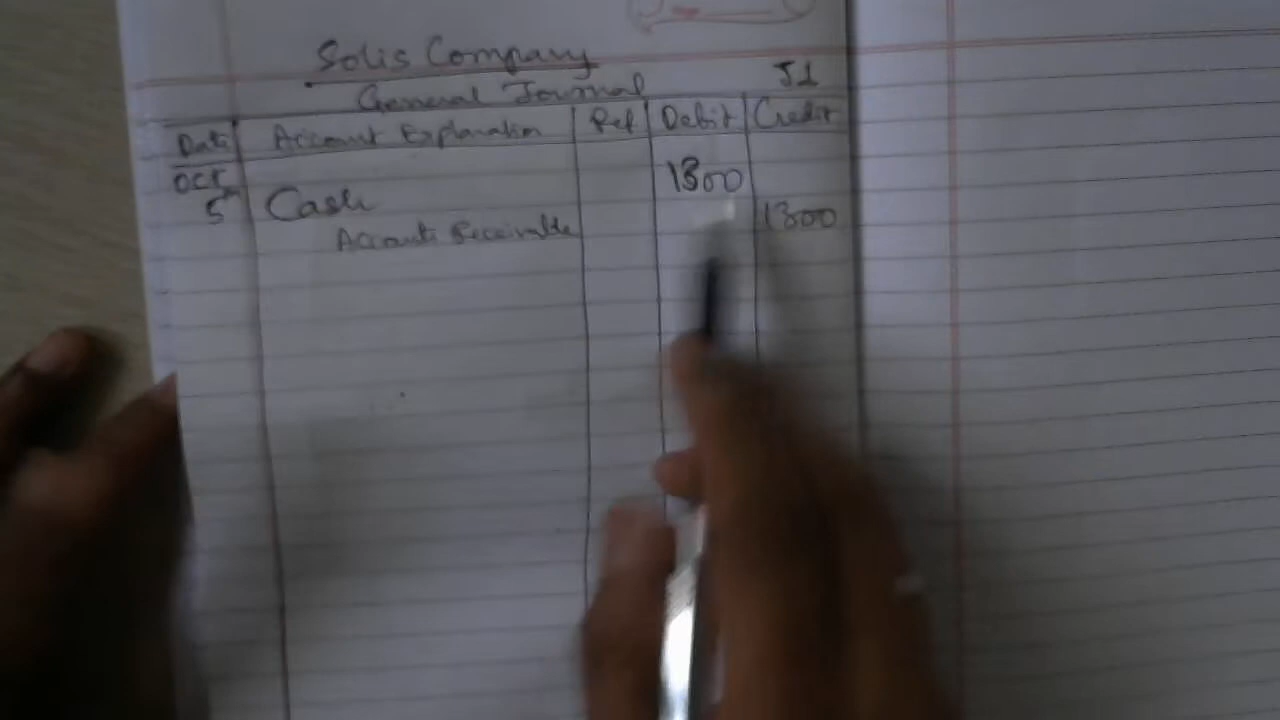 Solis Company
General Journal J1
Date Account Explanation Ref Debit Credit
Oct
5 Cash 1300
Accounts Receivable 1300